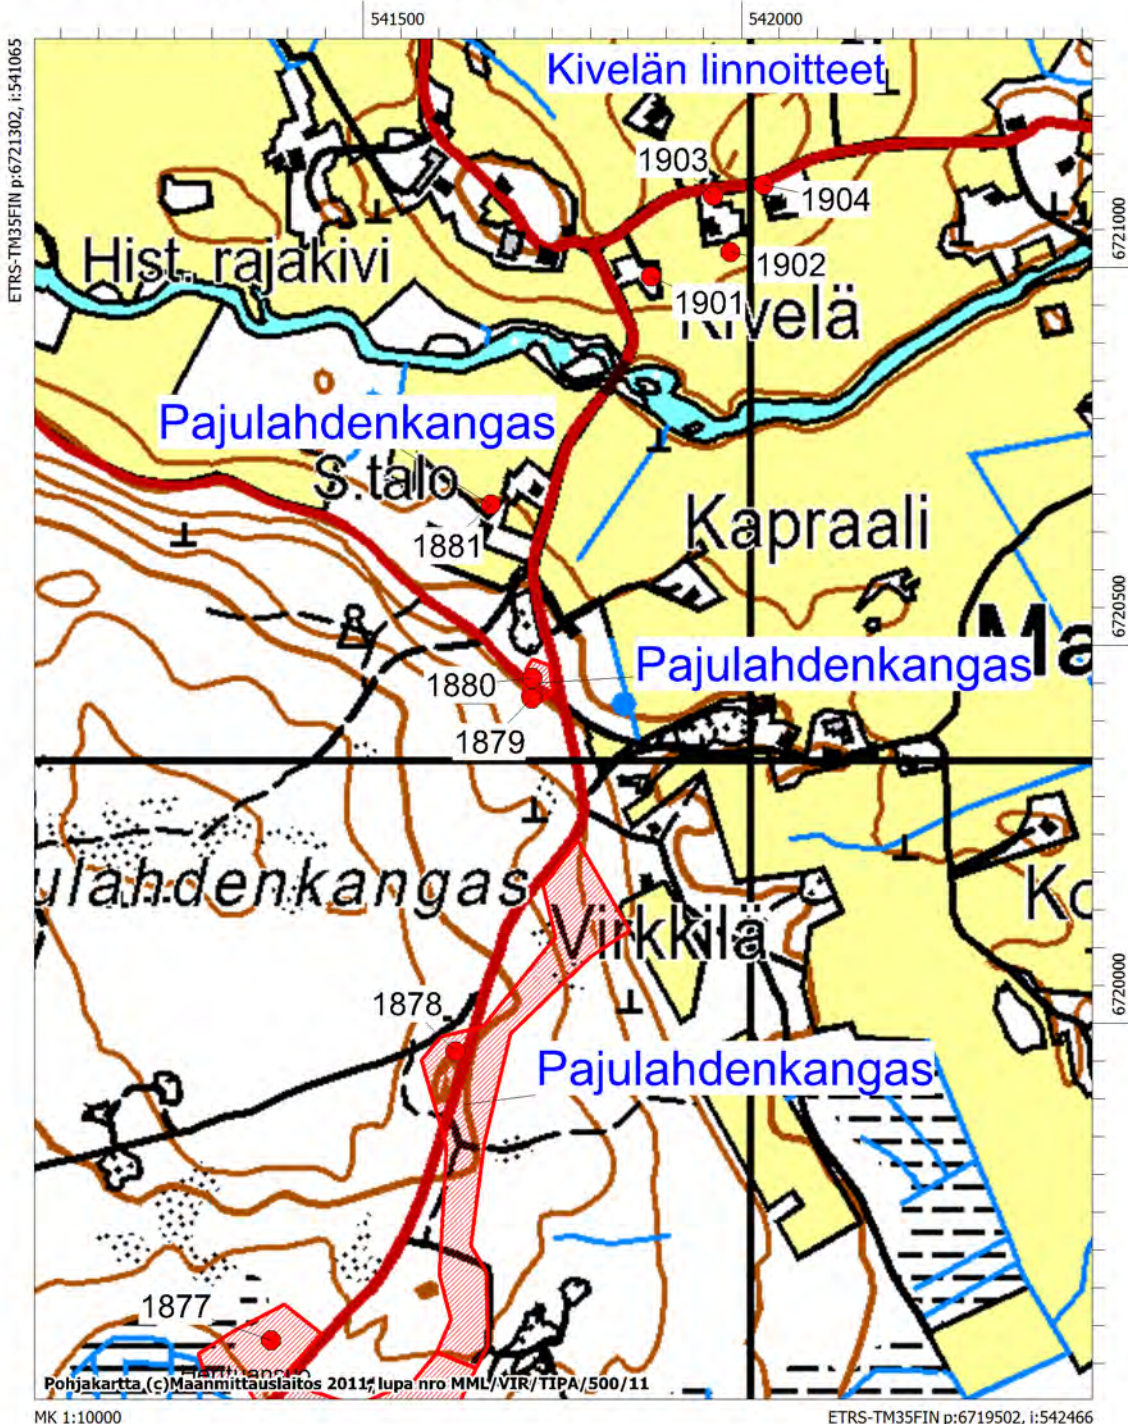 541500
542000
ETRS-TM35FIN p:6721302, i:541065
Kivelän linnoitteet
1903
1904
6721000
Hist. rajakivi
1902
1901
Kivelä
Pajulahdenkangas
S.talo
1881
Kapraali
6720500
Ma
Pajulahdenkangas
1880
1879
ulahdenkangas
Ko
Virkkilä
6720000
1878
Pajulahdenkangas
1877
Pohjakartta (c)Maanmittauslaitos 2011, lupa nro MML/VIR/TIPA/500/11
MK 1:10000
ETRS-TM35FIN p:6719502, i:542466